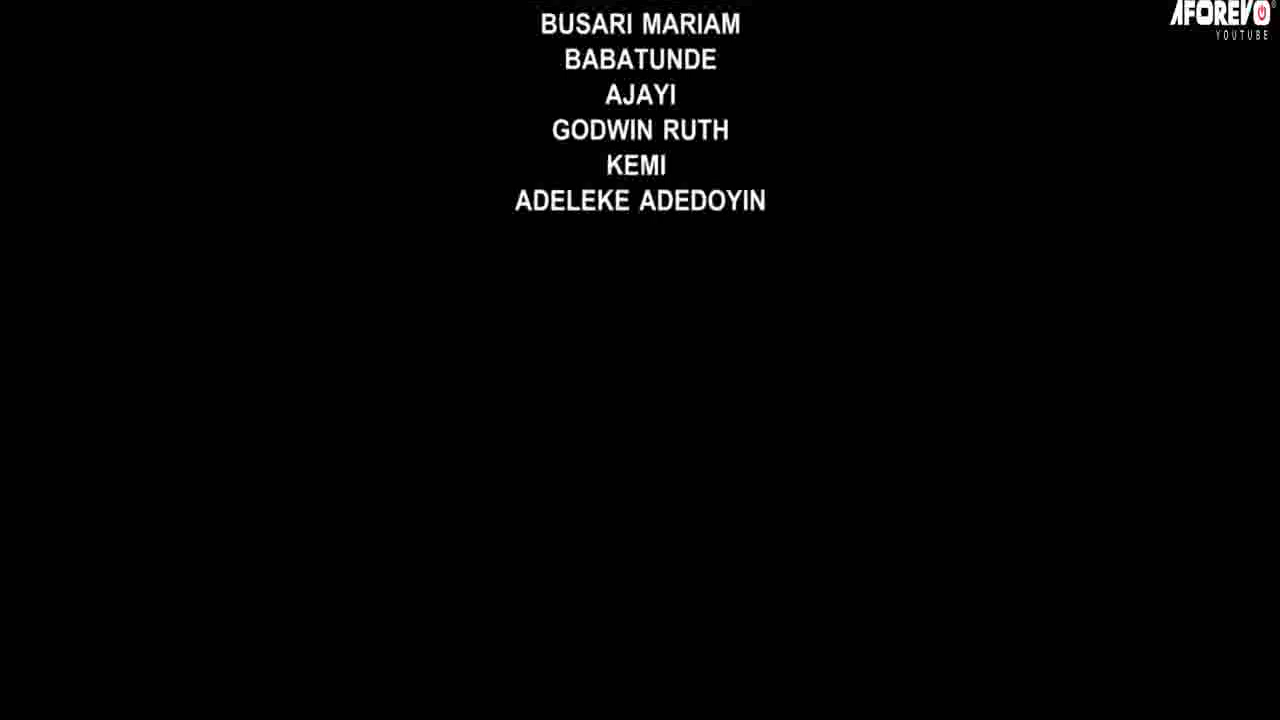 BUSARI MARIAM
BABATUNDE
AJAYI
GODWIN RUTH
KEMI
ADELEKE ADEDOYIN
AFOREVO
YOUTUBE